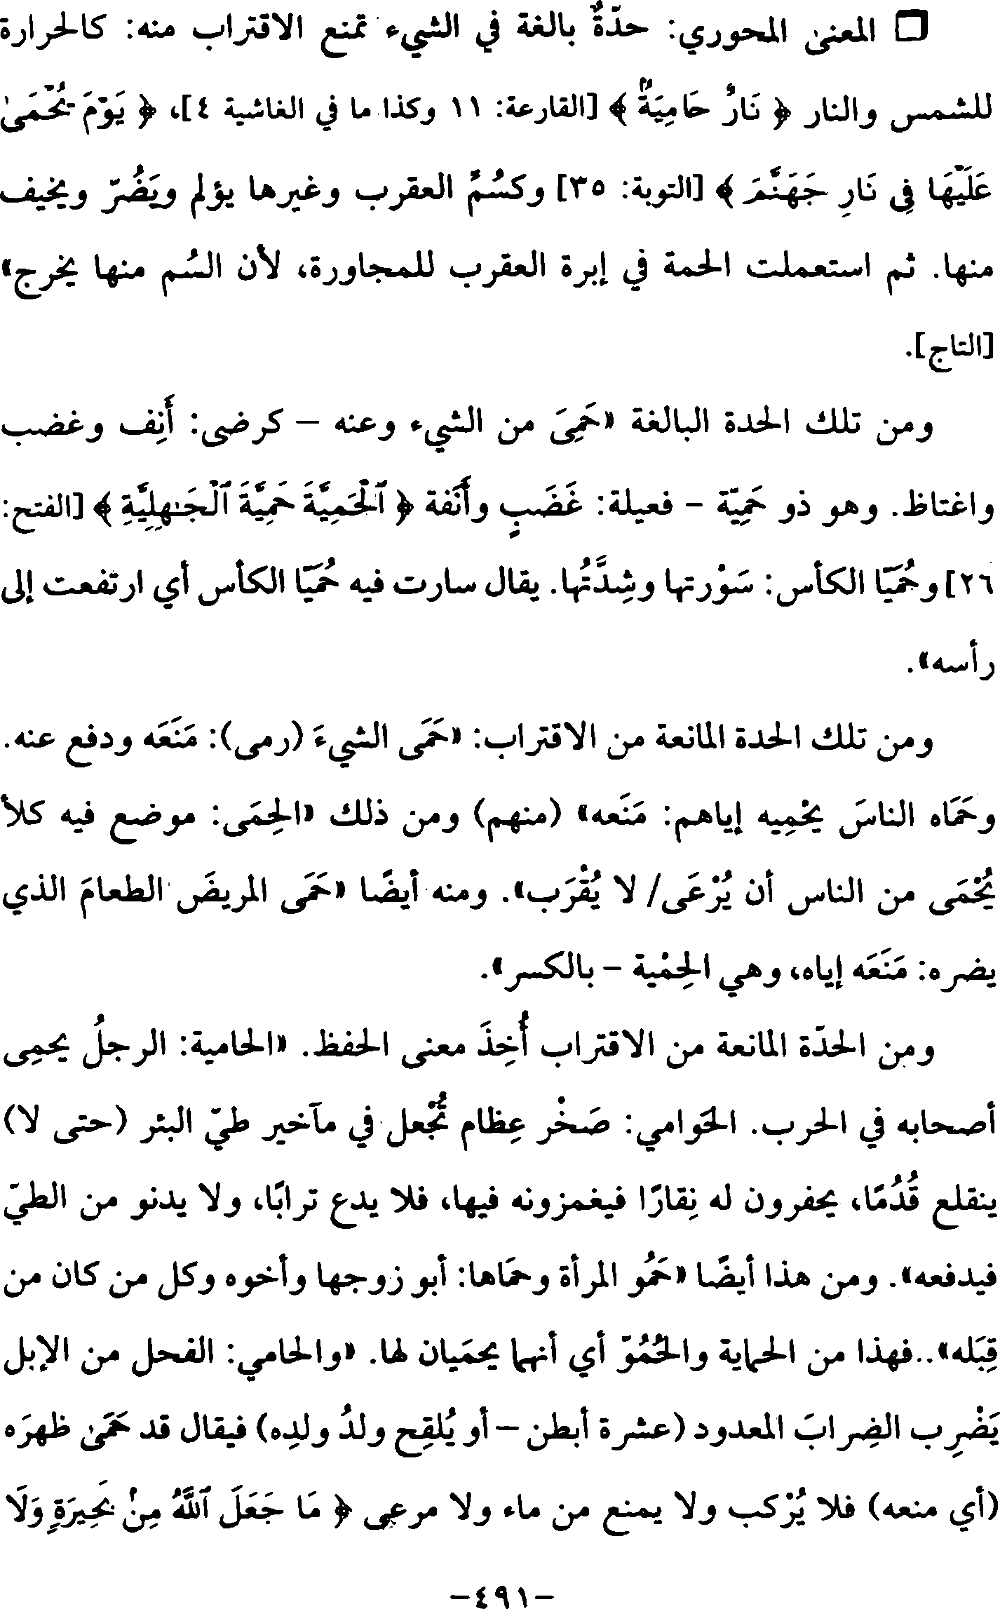 ❒ المعنى المحوري: حدّةٌ بالغة في الشيء تمنع الاقتراب منه: كالحرارة
للشمس والنار ﴿ نَارٌ حَامِيَةٌ ﴾ [القارعة: ١١ وكذا ما في الغاشية ٤]، ﴿ يَوْمَ يُحْمَىٰ
عَلَيْهَا فِي نَارِ جَهَنَّمَ ﴾ [التوبة: ٣٥] وكسُمِّ العقرب وغيرها يؤلم ويَضُرّ ويخيف
منها. ثم استعملت الحمة في إبرة العقرب للمجاورة، لأن السُم منها يخرج»
[التاج].
ومن تلك الحدة البالغة «حَمِيَ من الشيء وعنه – كرضى: أَنِف وغضب
واغتاظ. وهو ذو حَمِيّة – فعيلة: غَضَبٍ وأَنَفة ﴿ ٱلْحَمِيَّةَ حَمِيَّةَ ٱلْجَـٰهِلِيَّةِ ﴾ [الفتح:
٢٦] وحُمَيّا الكأس: سَوْرتها وشِدَّتُها. يقال سارت فيه حُمَيّا الكأس أي ارتفعت إلى
رأسه».
ومن تلك الحدة المانعة من الاقتراب: «حَمَى الشيءَ (رمى): مَنَعَه ودفع عنه.
وحَمَاه الناسَ يحْمِيه إياهم: مَنَعه» (منهم) ومن ذلك «الحِمَى: موضع فيه كلأ
يُحْمَى من الناس أن يُرْعَى/ لا يُقْرَب». ومنه أيضًا «حَمَى المريضَ الطعامَ الذي
يضره: مَنَعَه إياه، وهي الحِمْية – بالكسر».
ومن الحدّة المانعة من الاقتراب أُخِذَ معنى الحفظ. «الحامية: الرجلُ يحمِى
أصحابه في الحرب. الحَوامي: صَخْر عِظام تُجْعل في مآخير طيّ البئر (حتى لا)
ينقلع قُدُمًا، يحفرون له نِقارًا فيغمزونه فيها، فلا يدع ترابًا، ولا يدنو من الطيّ
فيدفعه». ومن هذا أيضًا «حَمُو المرأة وحماها: أبو زوجها وأخوه وكل من كان من
قِبَله»..فهذا من الحماية والحُمُوّ أي أنهما يحمَيان لها. «والحامي: الفحل من الإبل
يَضْرِب الضِرابَ المعدود (عشرة أبطن – أو يُلقِح ولدُ ولدِه) فيقال قد حَمَىٰ ظهرَه
(أي منعه) فلا يُرْكب ولا يمنع من ماء ولا مرعى ﴿ مَا جَعَلَ ٱللَّهُ مِنْ بَحِيرَةٍ وَلَا
–٤٩١–